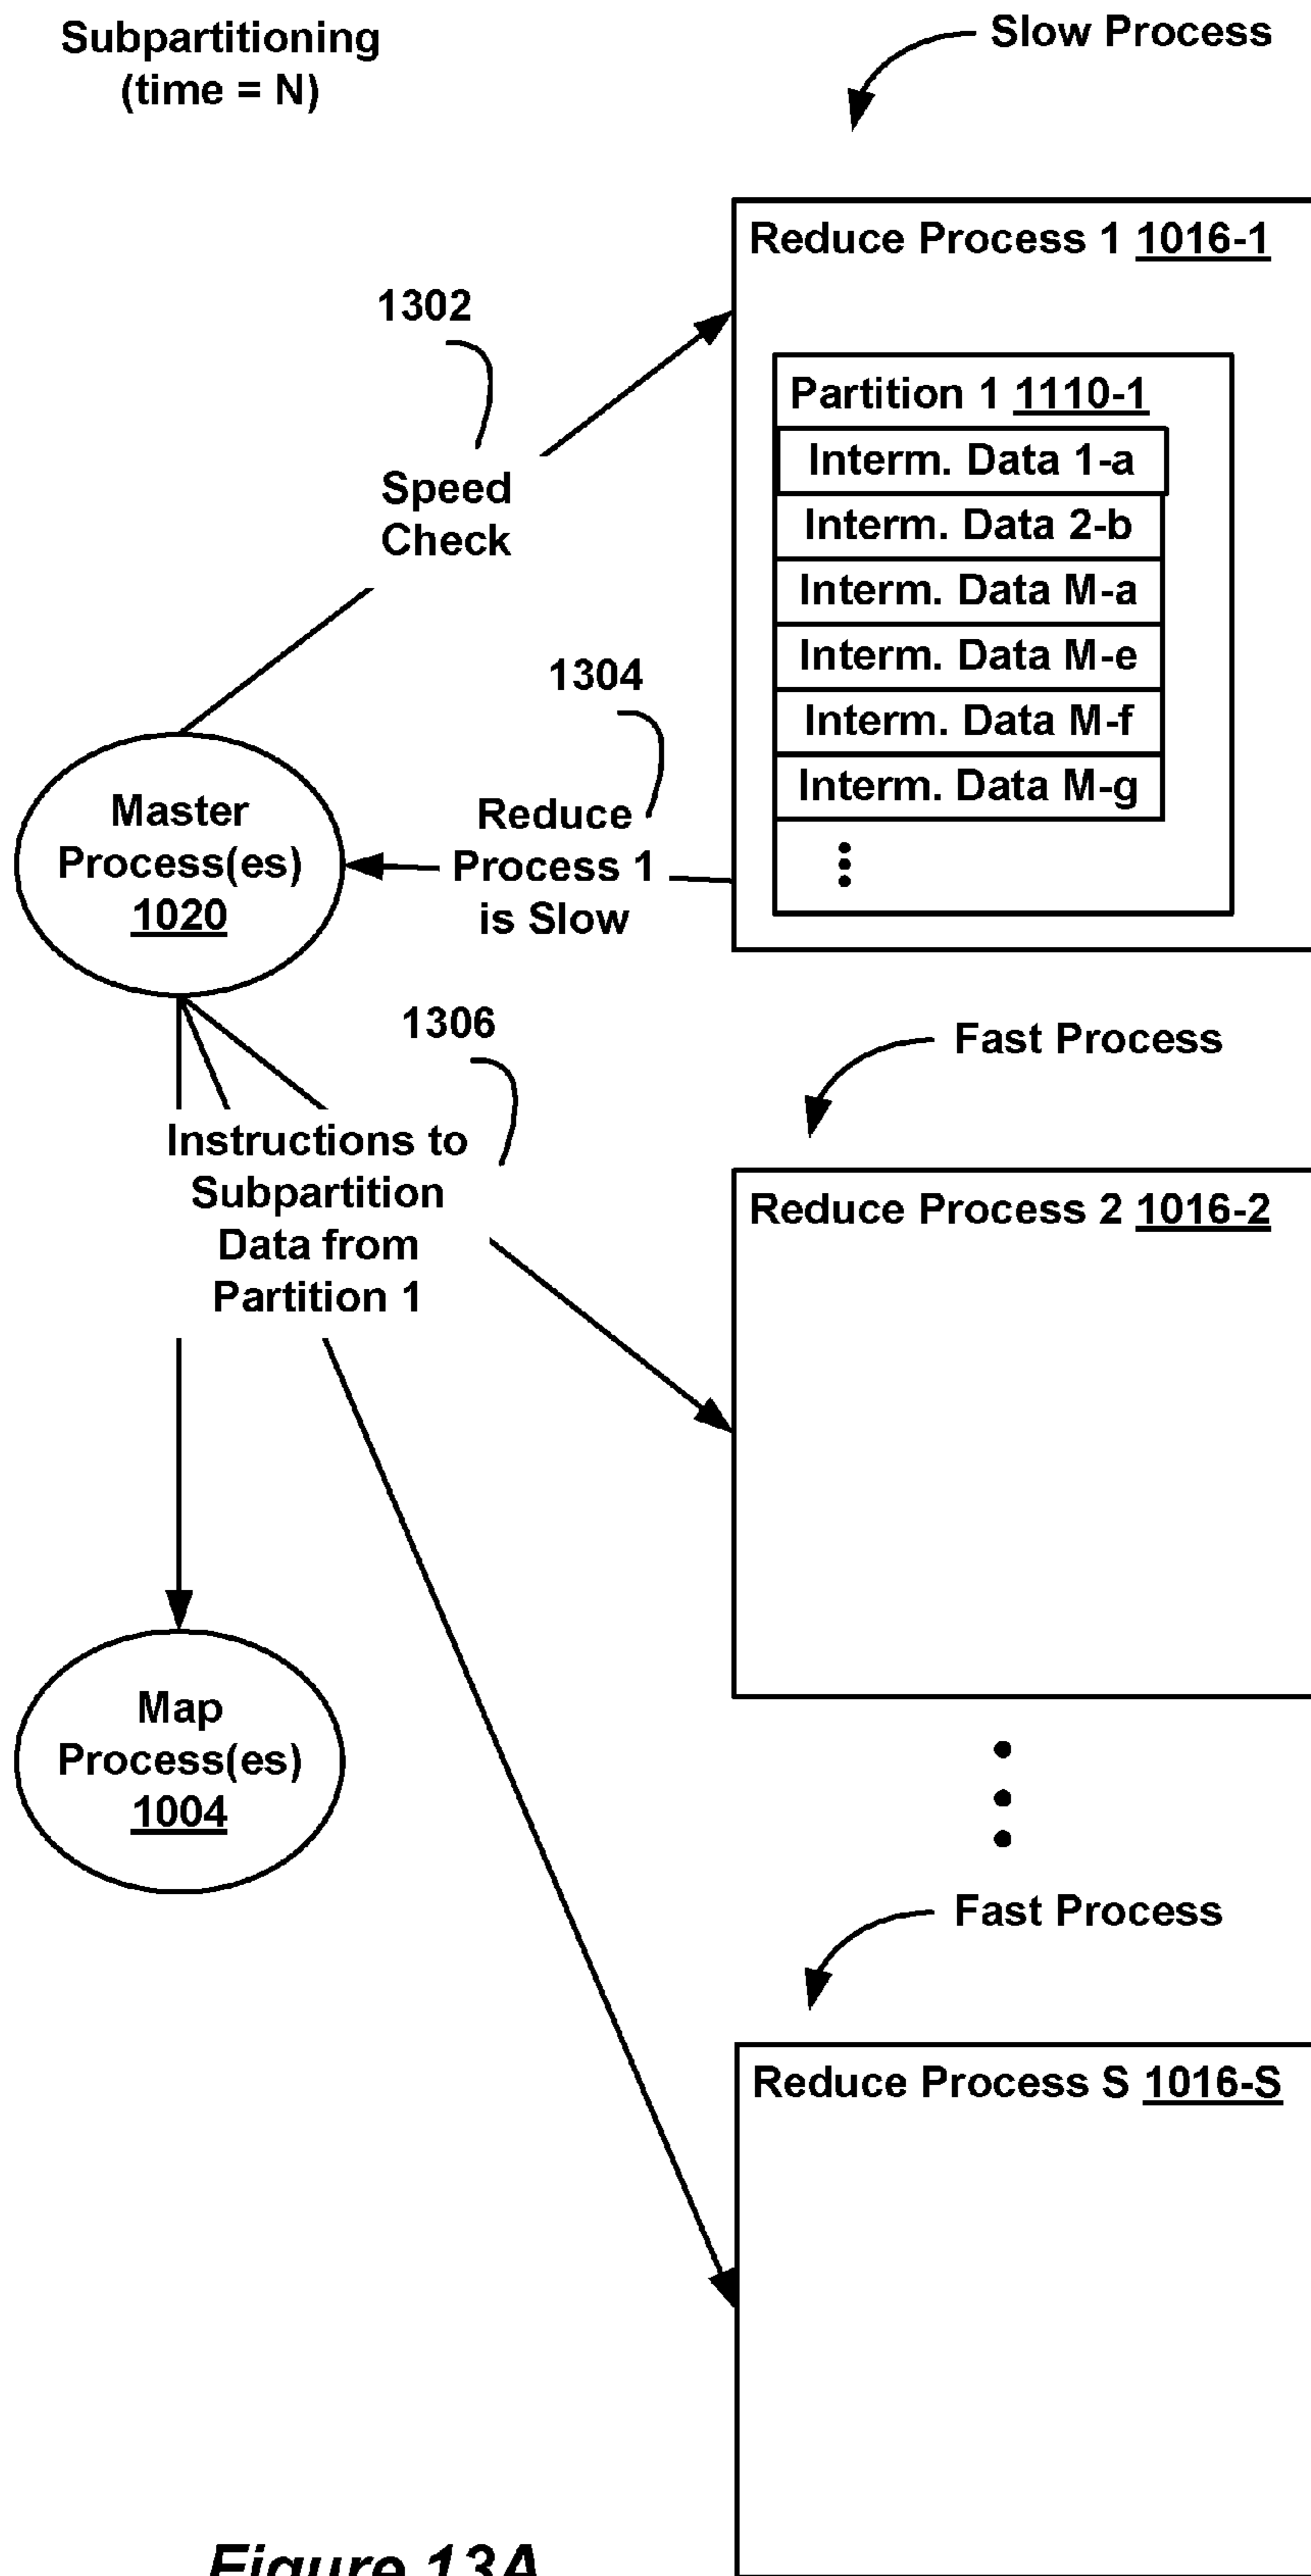 Subpartitioning
(time = N)
Slow Process
Reduce Process 1 1016-1
1302
Partition 1 1110-1
Interm. Data 1-a
Interm. Data 2-b
Interm. Data M-a
Interm. Data M-e
Interm. Data M-f
Interm. Data M-g
Speed
Check
1304
Master
Process(es)
1020
Reduce
Process 1
is Slow
1306
Fast Process
Instructions to
Subpartition
Data from
Partition 1
Reduce Process 2 1016-2
Map
Process(es)
1004
Fast Process
Reduce Process S 1016-S
Figure 13A